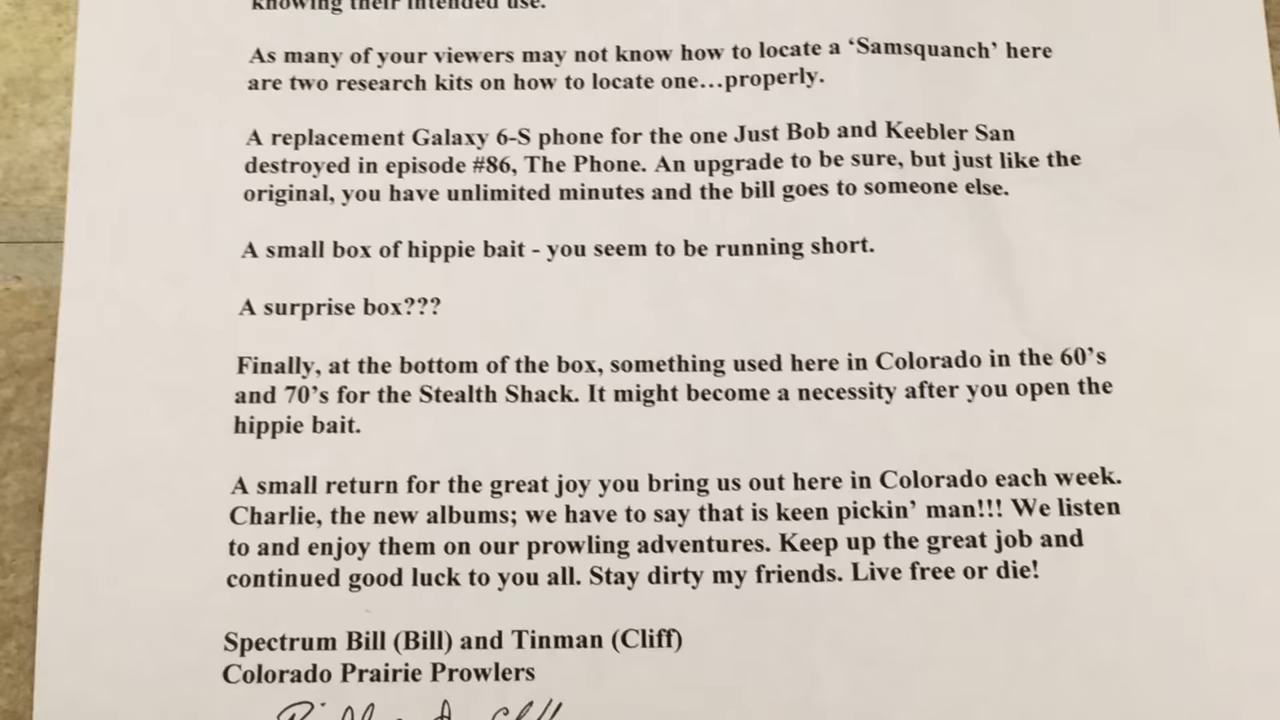 knowing their intended use.
As many of your viewers may not know how to locate a ‘Samsquanch’ here
are two research kits on how to locate one…properly.
A replacement Galaxy 6-S phone for the one Just Bob and Keebler San
destroyed in episode #86, The Phone. An upgrade to be sure, but just like the
original, you have unlimited minutes and the bill goes to someone else.
A small box of hippie bait - you seem to be running short.
A surprise box???
Finally, at the bottom of the box, something used here in Colorado in the 60’s
and 70’s for the Stealth Shack. It might become a necessity after you open the
hippie bait.
A small return for the great joy you bring us out here in Colorado each week.
Charlie, the new albums; we have to say that is keen pickin’ man!!! We listen
to and enjoy them on our prowling adventures. Keep up the great job and
continued good luck to you all. Stay dirty my friends. Live free or die!
Spectrum Bill (Bill) and Tinman (Cliff)
Colorado Prairie Prowlers